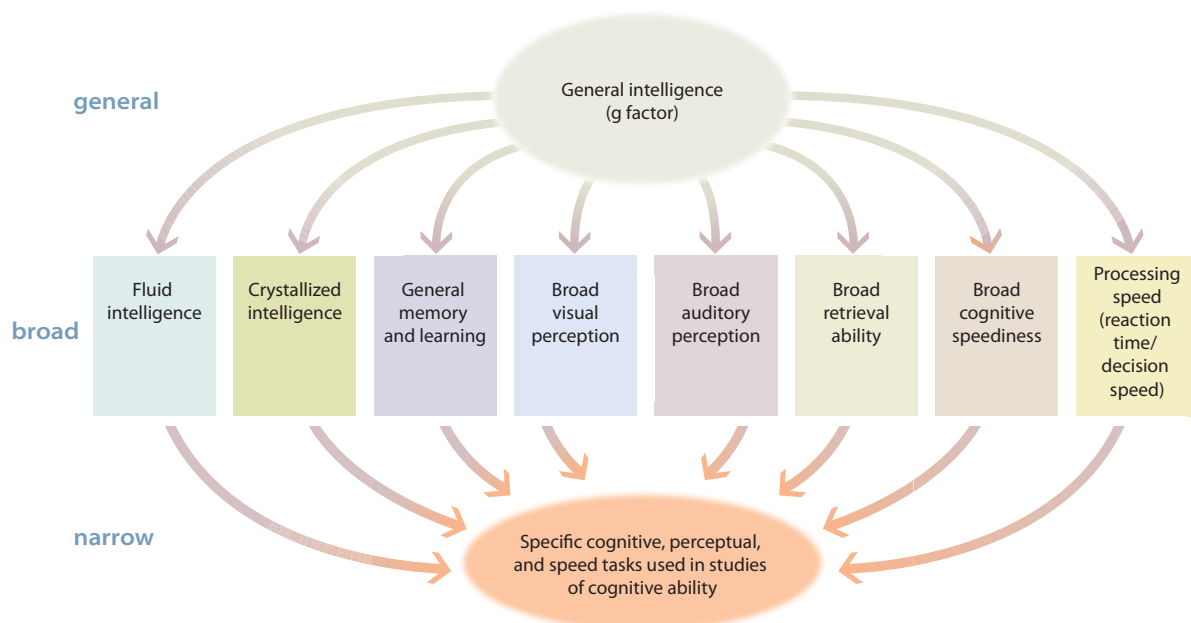 general
General intelligence
(g factor)
broad
Fluid
intelligence
Crystallized
intelligence
General
memory
and learning
Broad
visual
perception
Broad
auditory
perception
Broad
retrieval
ability
Broad
cognitive
speediness
Processing
speed
(reaction
time/
decision
speed)
narrow
Specific cognitive, perceptual,
and speed tasks used in studies
of cognitive ability